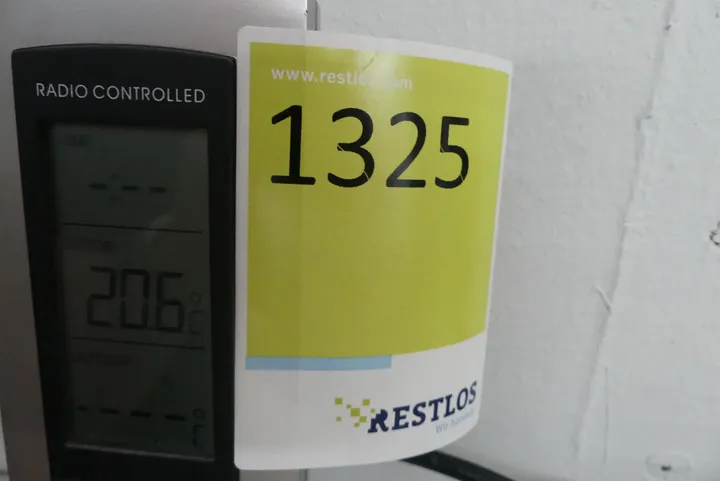 RADIO CONTROLLED
20.6°C
www.restlos.com
1325
RESTLOS